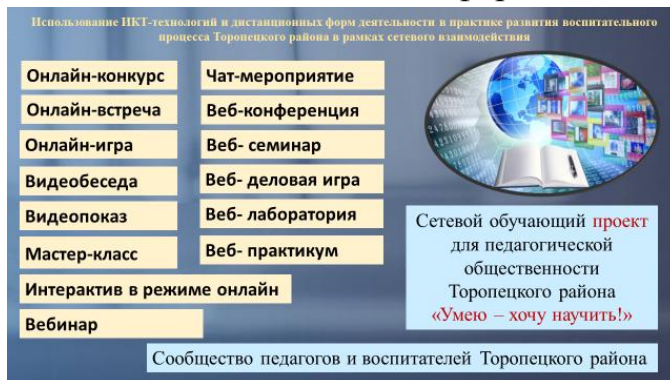 Использование ИКТ-технологий и дистанционных форм деятельности в практике развития воспитательного
процесса Торопецкого района в рамках сетевого взаимодействия
Онлайн-конкурс
Онлайн-встреча
Онлайн-игра
Видеобеседа
Видеопоказ
Мастер-класс
Интерактив в режиме онлайн
Вебинар
Чат-мероприятие
Веб-конференция
Веб- семинар
Веб- деловая игра
Веб- лаборатория
Веб- практикум
Сетевой обучающий проект
для педагогической
общественности
Торопецкого района
«Умею – хочу научить!»
Сообщество педагогов и воспитателей Торопецкого района